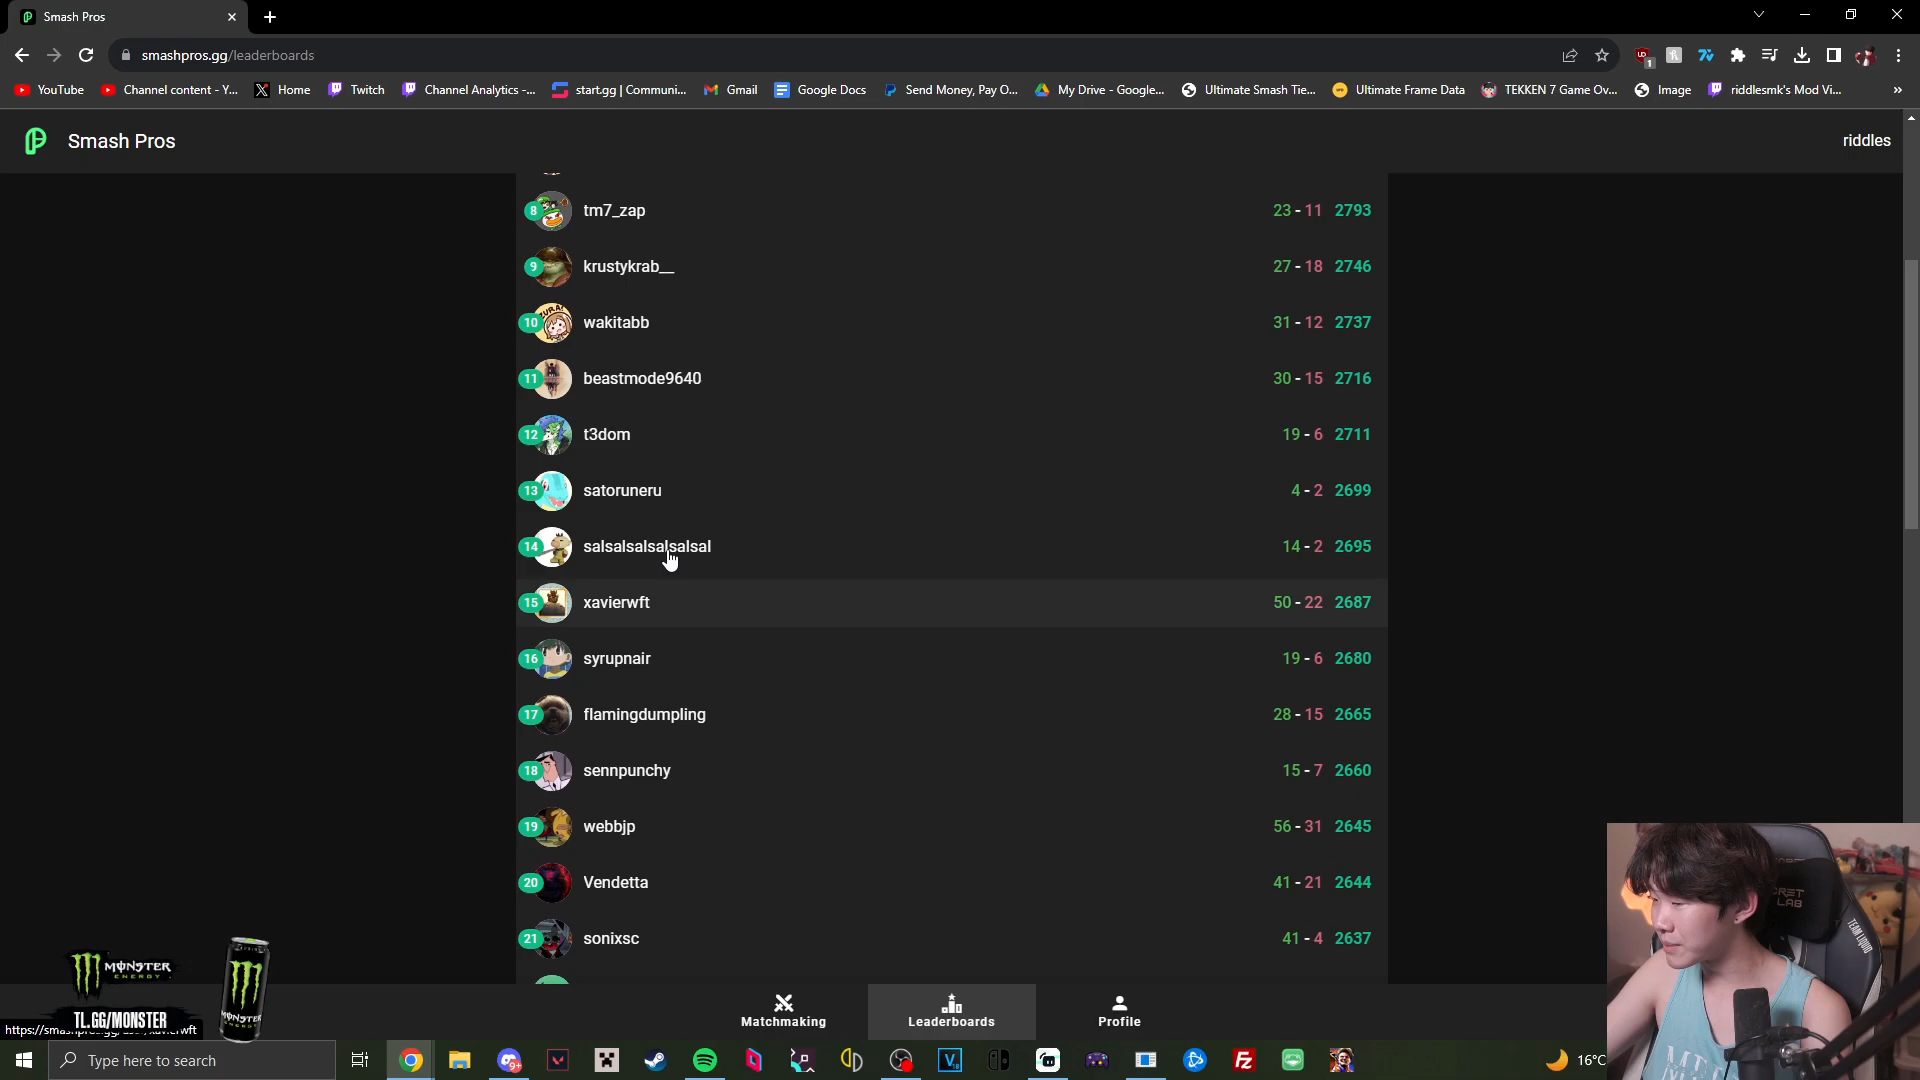 Smash Pros
smashpros.gg/leaderboards
1
YouTube
Channel content - Y...
Home
Twitch
Channel Analytics -...
start.gg | Communi...
Gmail
Google Docs
Send Money, Pay O...
My Drive - Google...
Ultimate Smash Tie...
Ultimate Frame Data
TEKKEN 7 Game Ov...
Image
riddlesmk's Mod Vi...
Smash Pros
riddles
8 tm7_zap 23 - 11 2793
9 krustykrab__ 27 - 18 2746
10 wakitabb 31 - 12 2737
11 beastmode9640 30 - 15 2716
12 t3dom 19 - 6 2711
13 satoruneru 4 - 2 2699
14 salsalsalsalsalsal 14 - 2 2695
15 xavierwft 50 - 22 2687
16 syrupnair 19 - 6 2680
17 flamingdumpling 28 - 15 2665
18 sennpunchy 15 - 7 2660
19 webbjp 56 - 31 2645
20 Vendetta 41 - 21 2644
21 sonixsc 41 - 4 2637
MONSTER
ENERGY
TL.GG/MONSTER
Matchmaking
Leaderboards
Profile
TEAM LIQUID
Type here to search
9+
16°C